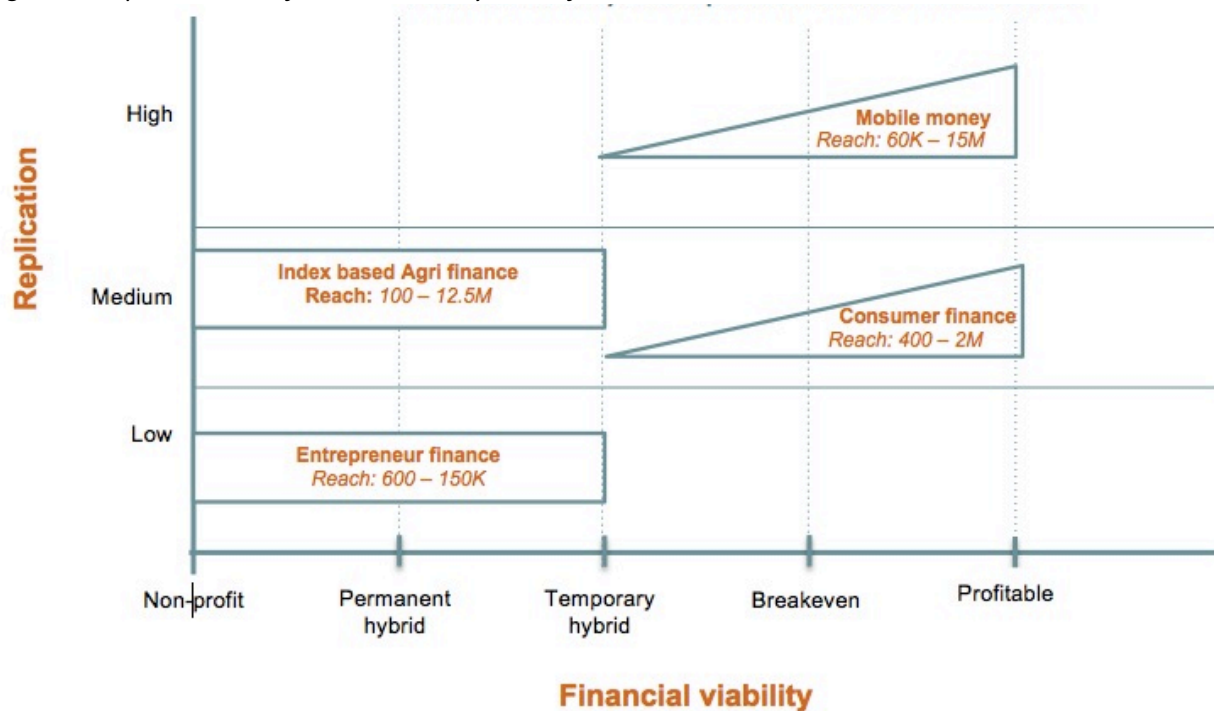 High
Mobile money
Reach: 60K – 15M
Replication
Index based Agri finance
Reach: 100 – 12.5M
Medium
Consumer finance
Reach: 400 – 2M
Low
Entrepreneur finance
Reach: 600 – 150K
Non-profit
Permanent
hybrid
Temporary
hybrid
Breakeven
Profitable
Financial viability